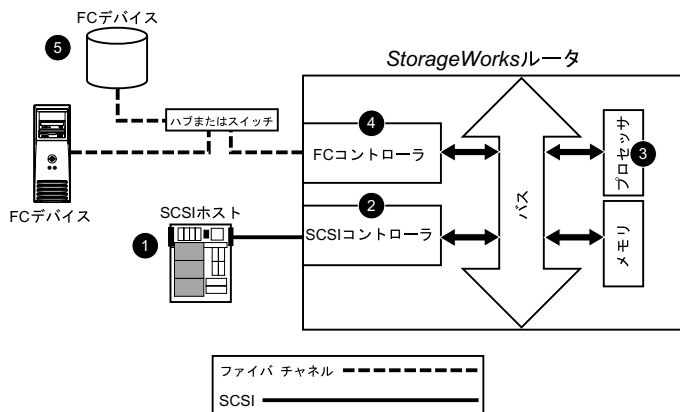 FCデバイス
5
StorageWorksルータ
ハブまたはスイッチ
4
FCコントローラ
プロセッサ
3
FCデバイス
SCSIホスト
1
2
SCSIコントローラ
バス
メモリ
ファイバ チャネル
SCSI